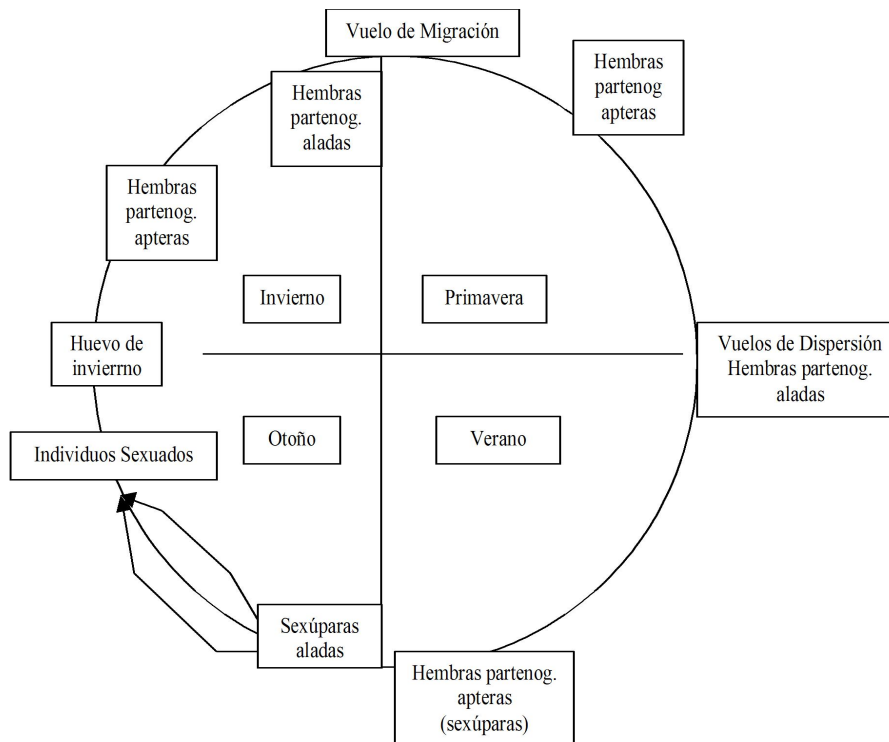 Vuelo de Migración
Hembras
partenog
apteras
Hembras
partenog.
aladas
Hembras
partenog.
apteras
Invierno
Primavera
Huevo de
invierrno
Vuelos de Dispersión
Hembras partenog.
aladas
Otoño
Verano
Individuos Sexuados
Sexúparas
aladas
Hembras partenog.
apteras
(sexúparas)